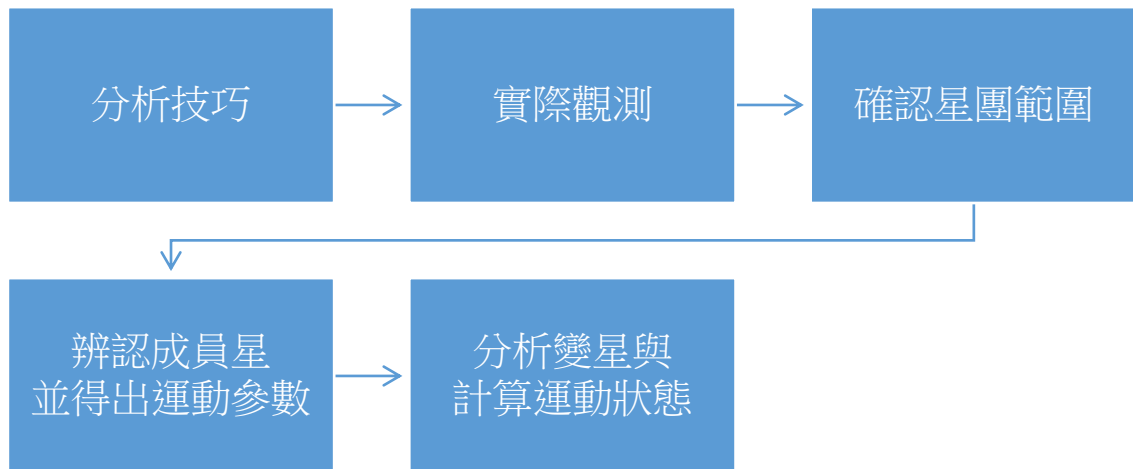 分析技巧
實際觀測
確認星團範圍
辨認成員星
並得出運動參數
分析變星與
計算運動狀態